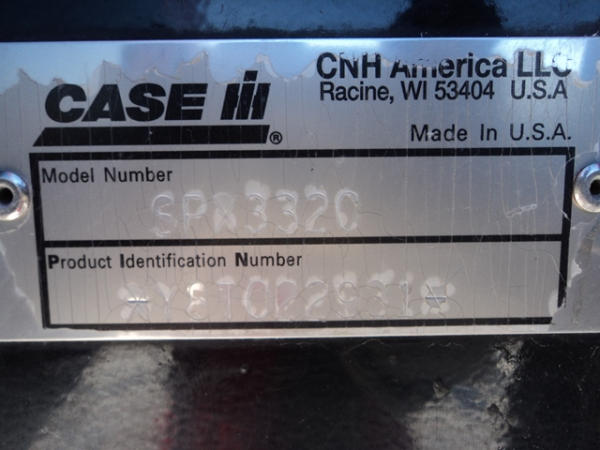 CASE IH®
CNH America LLC
Racine, WI 53404 U.S.A
Made In U.S.A.
Model Number
SPX3320
Product Identification Number